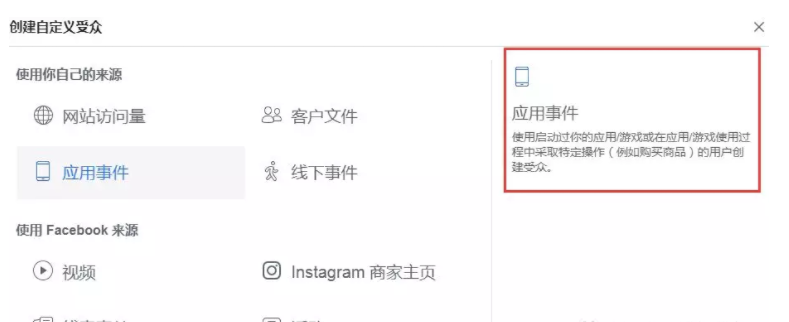 创建自定义受众
使用你自己的来源
网站访问量
客户文件
应用事件
线下事件
使用 Facebook 来源
视频
Instagram 商家主页
应用事件
使用启动过你的应用/游戏或在应用/游戏使用过
程中采取特定操作（例如购买商品）的用户创
建受众。